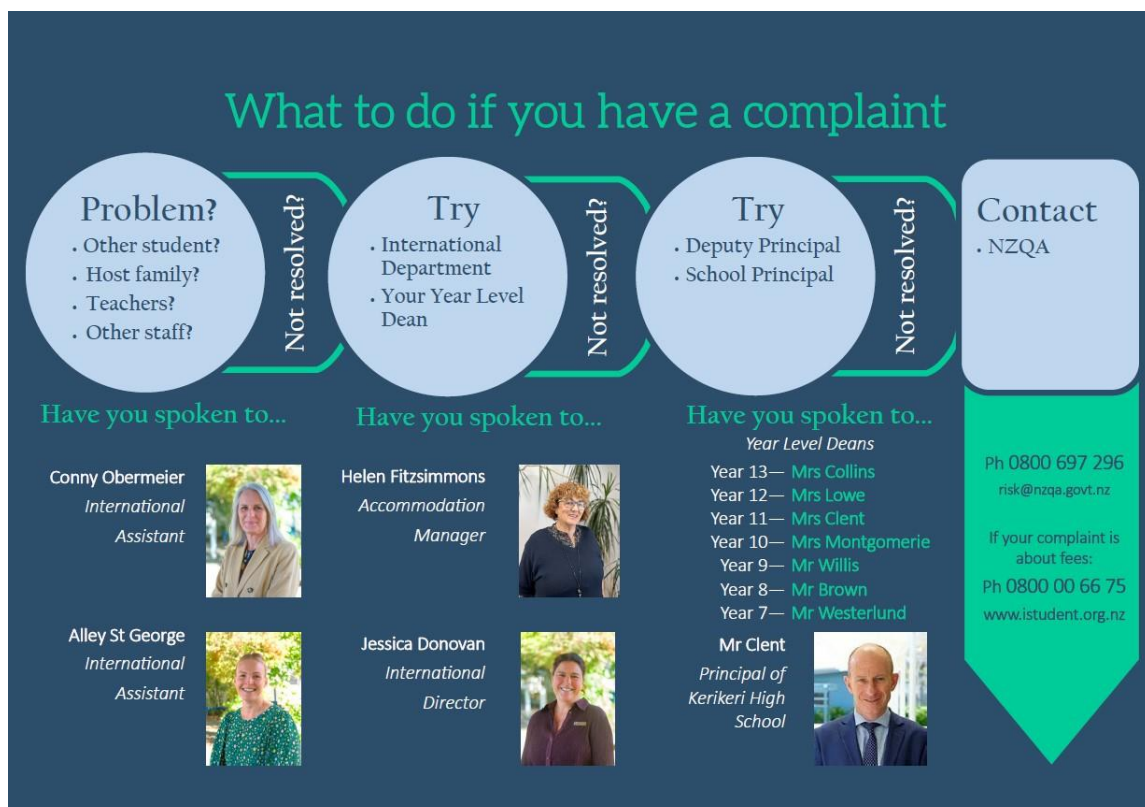 What to do if you have a complaint
Problem?
. Other student?
. Host family?
. Teachers?
. Other staff?
Not resolved?
Try
. International
Department
. Your Year Level
Dean
Not resolved?
Try
. Deputy Principal
. School Principal
Not resolved?
Contact
. NZQA
Have you spoken to...
Conny Obermeier
International
Assistant
Alley St George
International
Assistant
Have you spoken to...
Helen Fitzsimmons
Accommodation
Manager
Jessica Donovan
International
Director
Have you spoken to...
Year Level Deans
Year 13— Mrs Collins
Year 12— Mrs Lowe
Year 11— Mrs Clent
Year 10— Mrs Montgomerie
Year 9— Mr Willis
Year 8— Mr Brown
Year 7— Mr Westerlund
Mr Clent
Principal of
Kerikeri High
School
Ph 0800 697 296
risk@nzqa.govt.nz
If your complaint is
about fees:
Ph 0800 00 66 75
www.istudent.org.nz